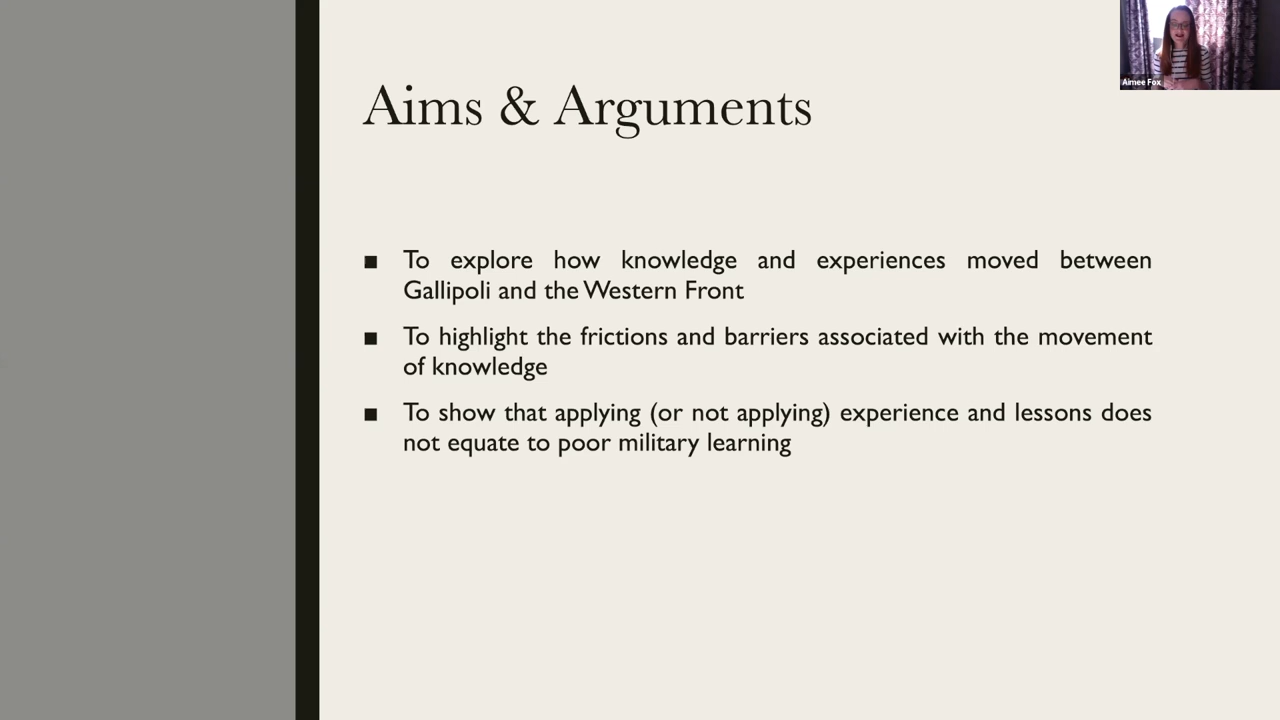 Aimee Fox
Aims & Arguments
■ To explore how knowledge and experiences moved between
Gallipoli and the Western Front
■ To highlight the frictions and barriers associated with the movement
of knowledge
■ To show that applying (or not applying) experience and lessons does
not equate to poor military learning